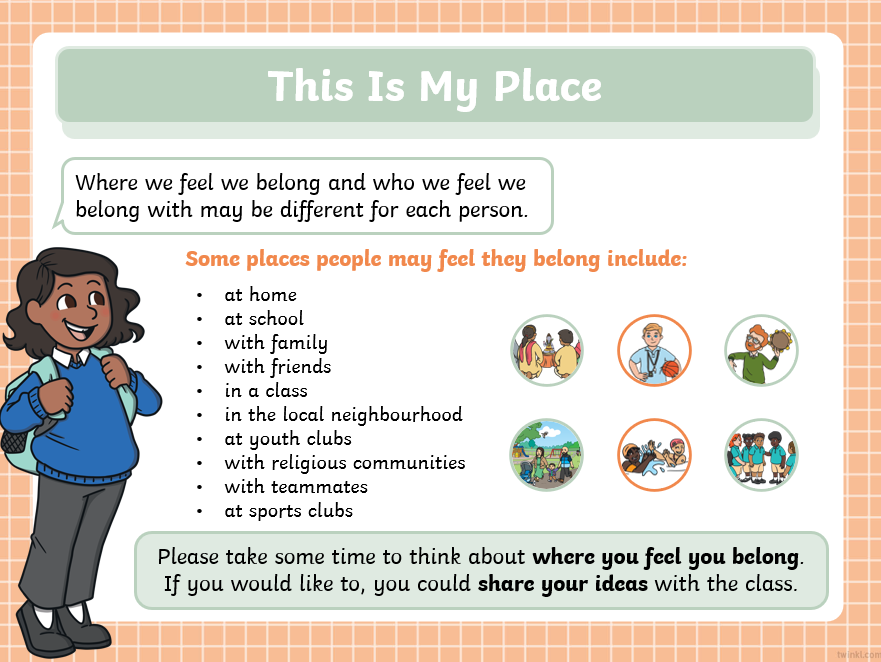 This Is My Place
Where we feel we belong and who we feel we
belong with may be different for each person.
Some places people may feel they belong include:
• at home
• at school
• with family
• with friends
• in a class
• in the local neighbourhood
• at youth clubs
• with religious communities
• with teammates
• at sports clubs
Please take some time to think about where you feel you belong.
If you would like to, you could share your ideas with the class.
twinkl.com